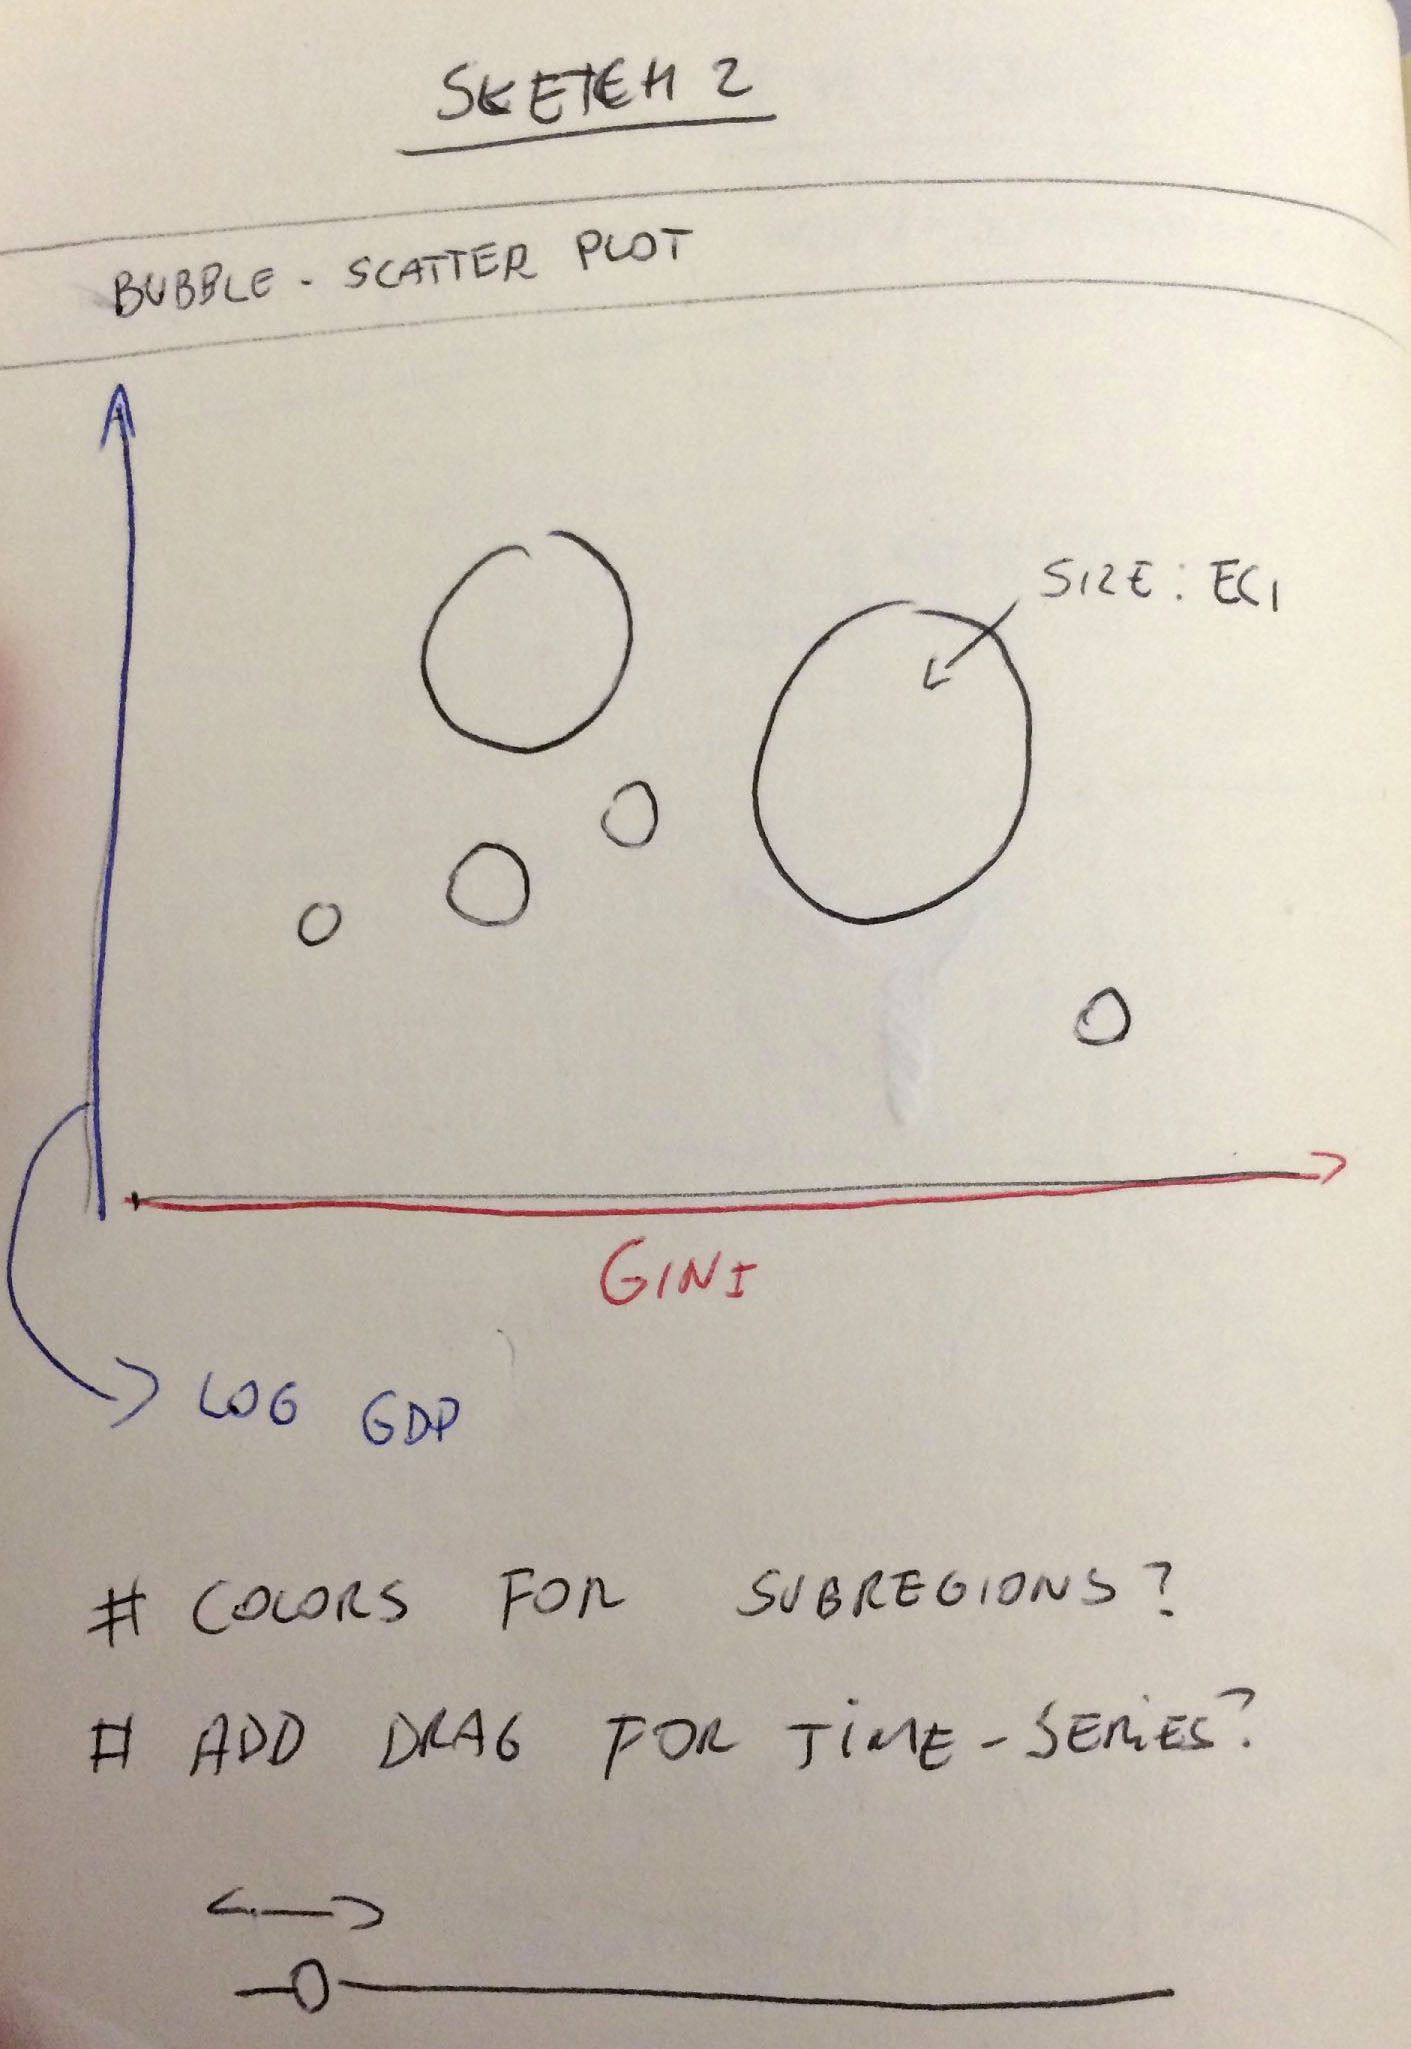 SKETCH 2
BUBBLE - SCATTER PLOT
SIZE: ECI
GINI
LOG GDP
# COLORS FOR SUBREGIONS?
# ADD DRAG FOR TIME-SERIES?